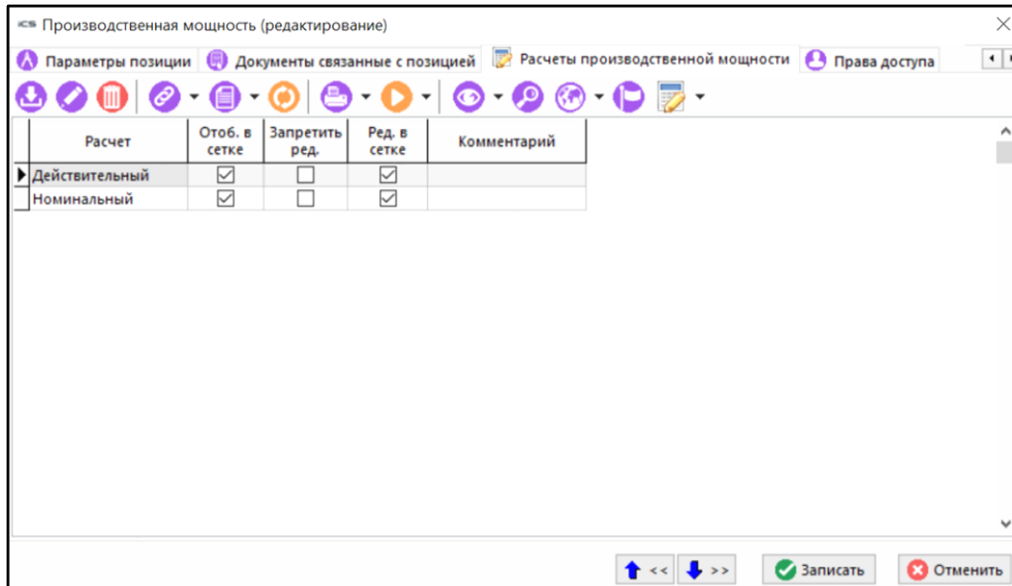 iCS Производственная мощность (редактирование)
Параметры позиции Документы связанные с позицией Расчеты производственной мощности Права доступа
Расчет Отоб. в сетке Запретить ред. Ред. в сетке Комментарий
Действительный
Номинальный
<< >> Записать Отменить